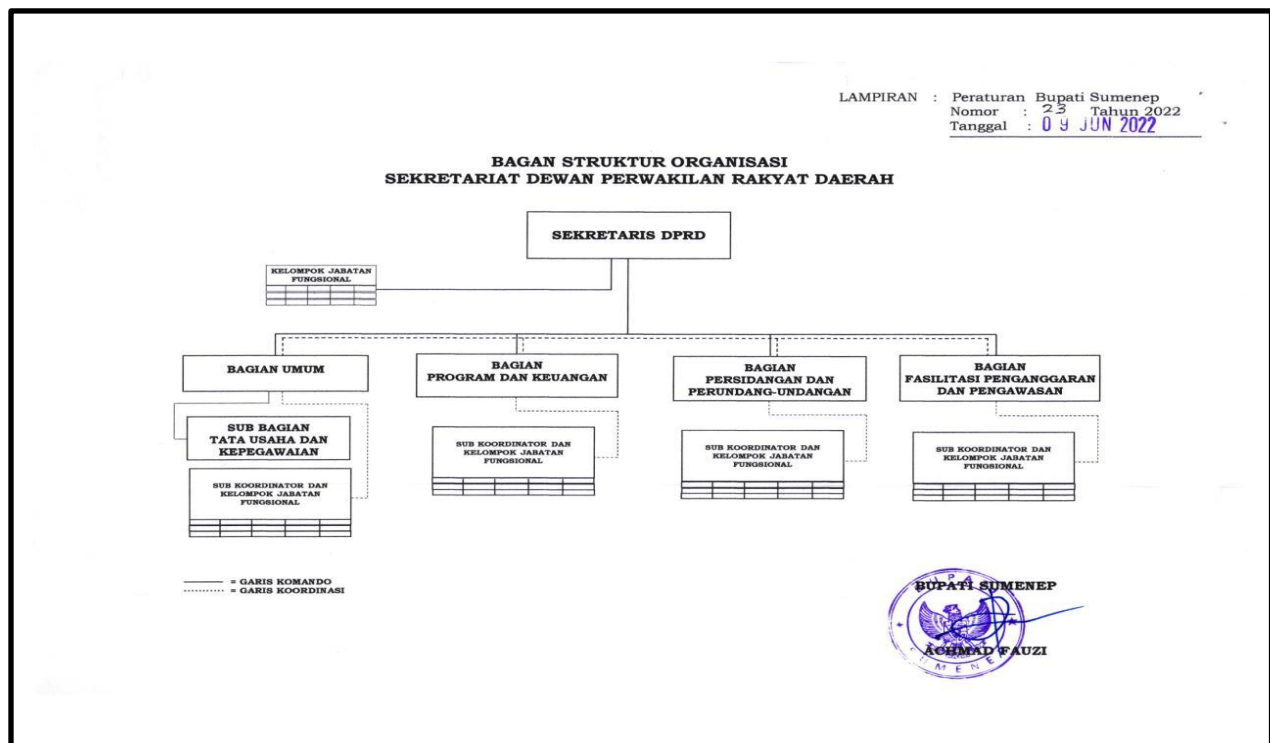 LAMPIRAN : Peraturan Bupati Sumenep
Nomor : 23 Tahun 2022
Tanggal : 09 JUN 2022
BAGAN STRUKTUR ORGANISASI
SEKRETARIAT DEWAN PERWAKILAN RAKYAT DAERAH
SEKRETARIS DPRD
KELOMPOK JABATAN
FUNGSIONAL
BAGIAN UMUM
BAGIAN
PROGRAM DAN KEUANGAN
BAGIAN
PERSIDANGAN DAN
PERUNDANG-UNDANGAN
BAGIAN
FASILITASI PENGANGGARAN
DAN PENGAWASAN
SUB BAGIAN
TATA USAHA DAN
KEPEGAWAIAN
SUB KOORDINATOR DAN
KELOMPOK JABATAN
FUNGSIONAL
SUB KOORDINATOR DAN
KELOMPOK JABATAN
FUNGSIONAL
SUB KOORDINATOR DAN
KELOMPOK JABATAN
FUNGSIONAL
SUB KOORDINATOR DAN
KELOMPOK JABATAN
FUNGSIONAL
= GARIS KOMANDO
= GARIS KOORDINASI
BUPATI SUMENEP
ACHMAD FAUZI
BUPATI
SUMENEP